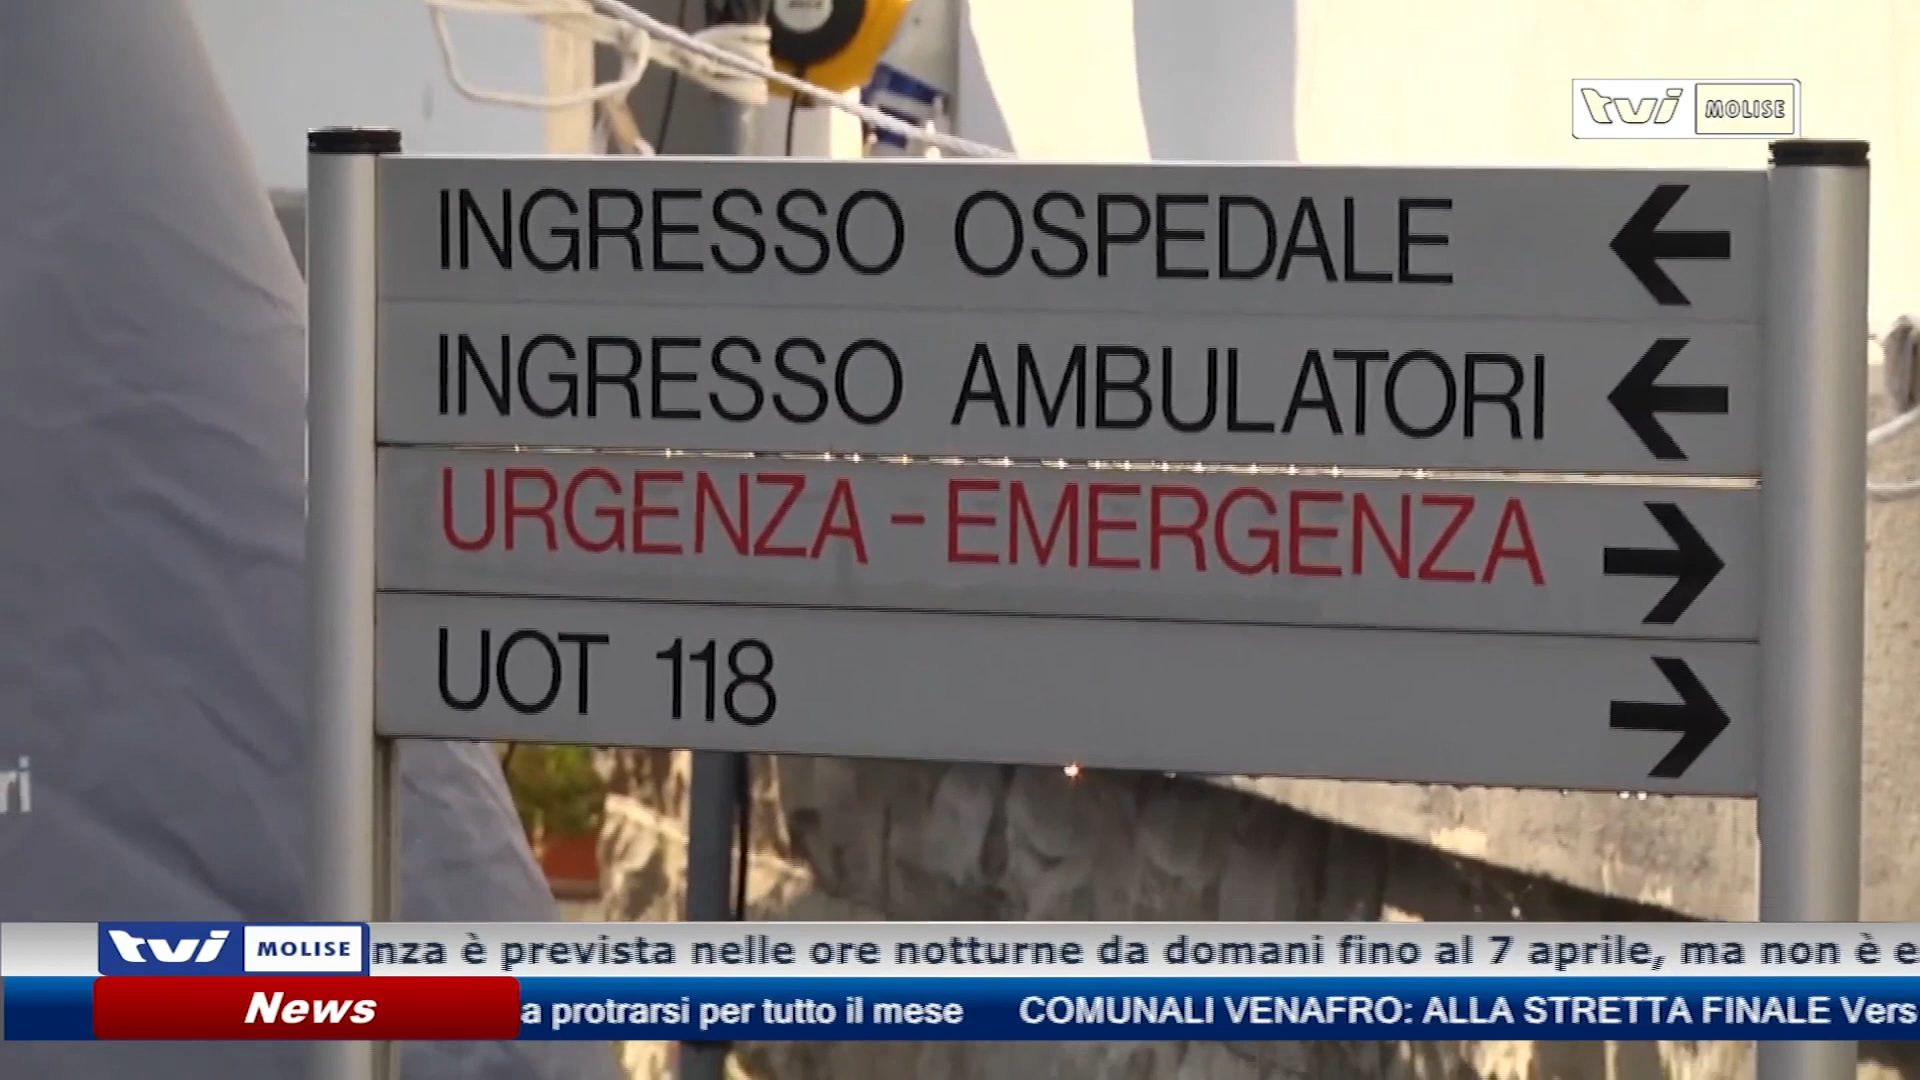 tvi MOLISE
INGRESSO OSPEDALE
INGRESSO AMBULATORI
URGENZA - EMERGENZA
UOT 118
ri
tvi MOLISE nza è prevista nelle ore notturne da domani fino al 7 aprile, ma non è e
News a protrarsi per tutto il mese COMUNALI VENAFRO: ALLA STRETTA FINALE Vers